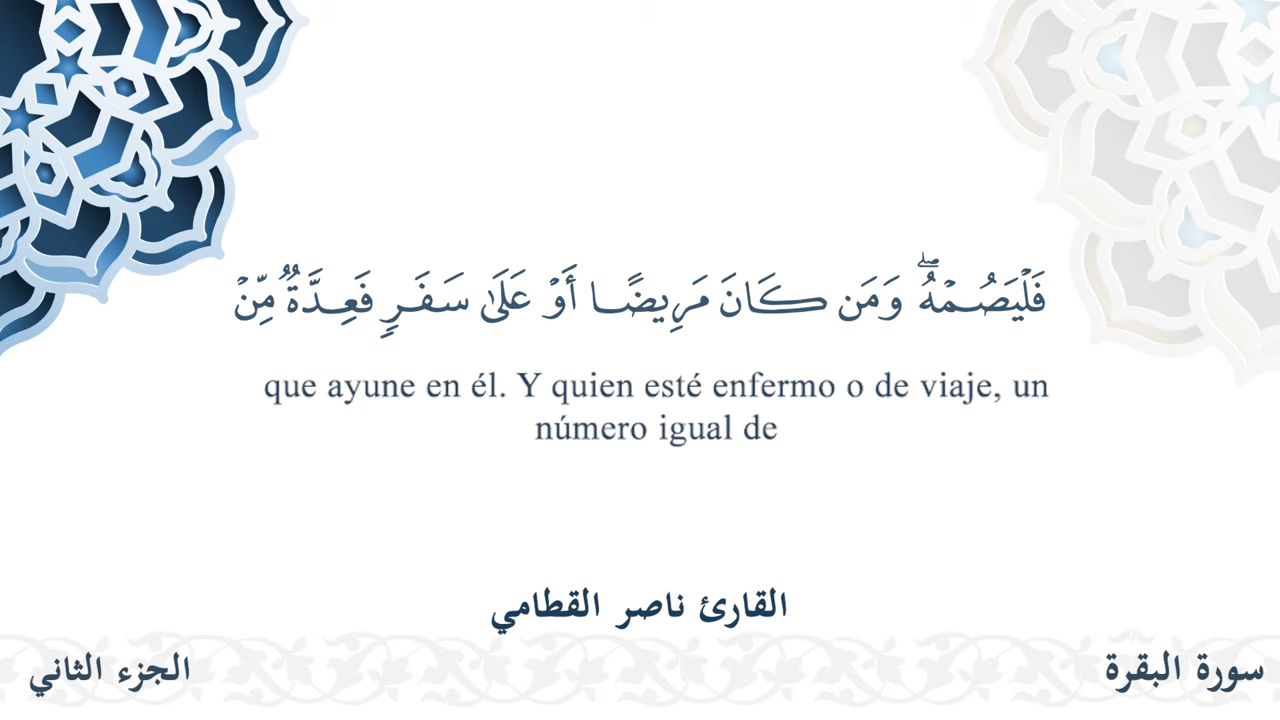 فَلۡيَصُمۡهُۖ وَمَن كَانَ مَرِيضًا أَوۡ عَلَىٰ سَفَرٖ فَعِدَّةٞ مِّنۡ
que ayune en él. Y quien esté enfermo o de viaje, un
número igual de
القارئ ناصر القطامي
سورة البقرة
الجزء الثاني